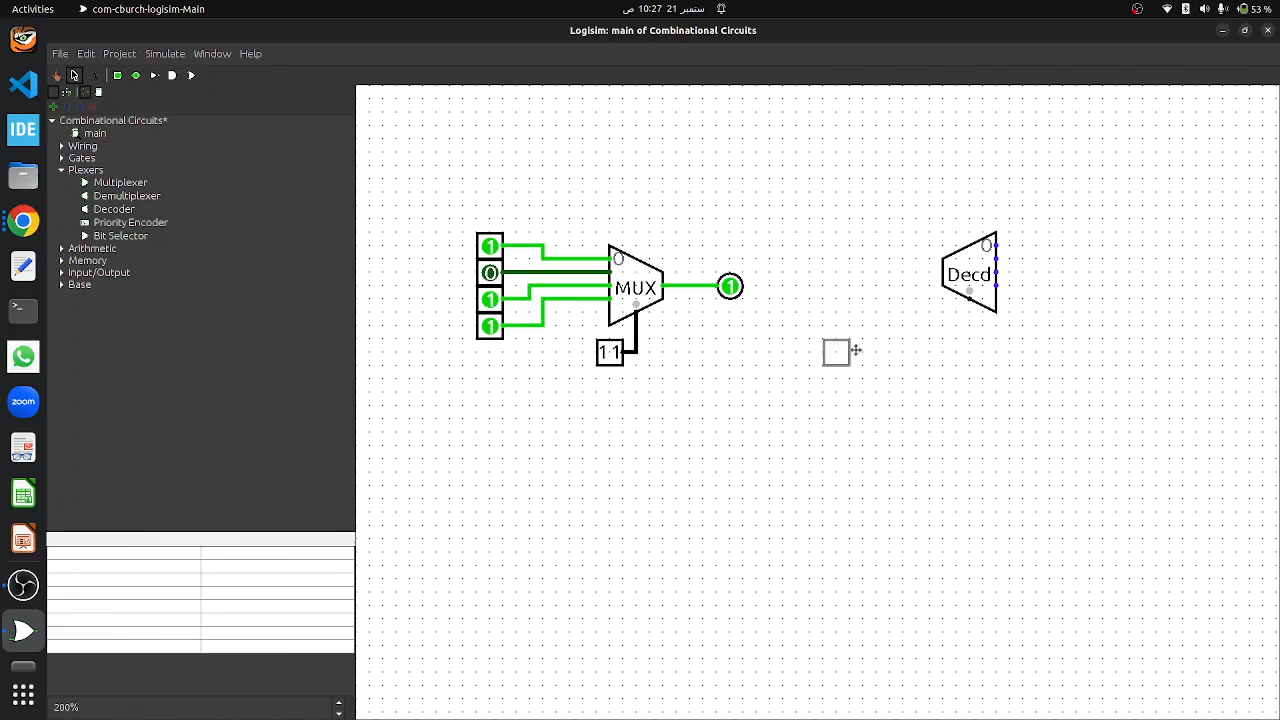 Activities
com-cburch-logisim-Main
ص 10:27 21 ستمبر
53 %
Logisim: main of Combinational Circuits
File Edit Project Simulate Window Help
Combinational Circuits*
main
Wiring
Gates
Plexers
Multiplexer
Demultiplexer
Decoder
Priority Encoder
Bit Selector
Arithmetic
Memory
Input/Output
Base
IDE
zoom
1
0
1
1
0
MUX
1
11
0
Decd
200%